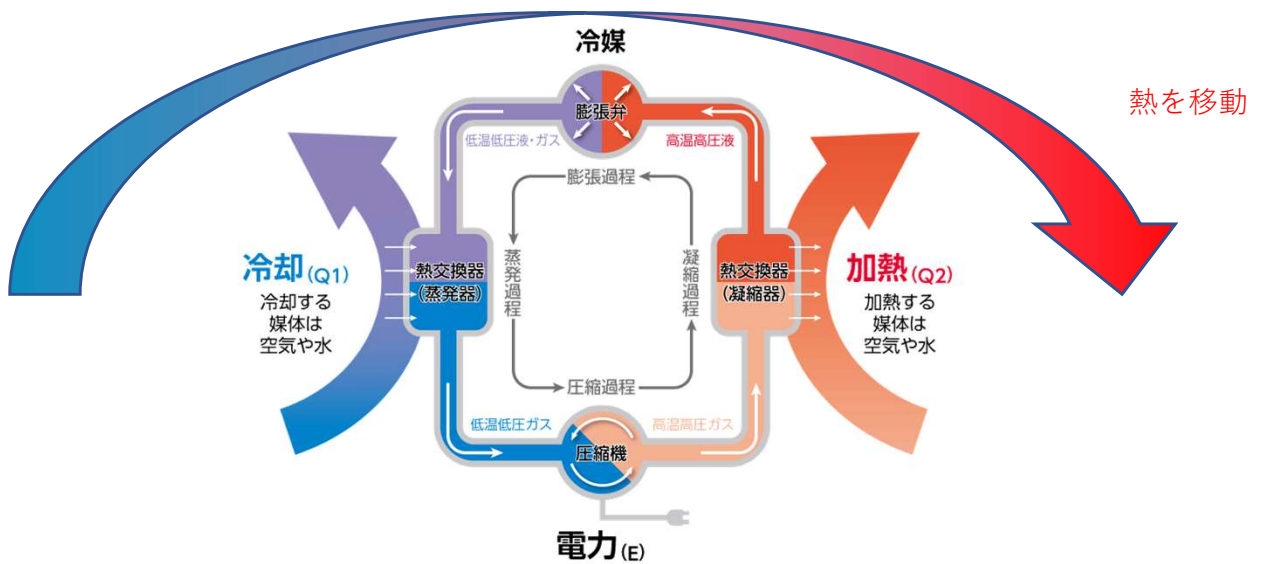 冷媒
熱を移動
膨張弁
低温低圧液・ガス
高温高圧液
膨張過程
蒸発過程
凝縮過程
冷却(Q1)
冷却する
媒体は
空気や水
熱交換器
(蒸発器)
熱交換器
(凝縮器)
加熱(Q2)
加熱する
媒体は
空気や水
圧縮過程
低温低圧ガス
高温高圧ガス
圧縮機
電力(E)